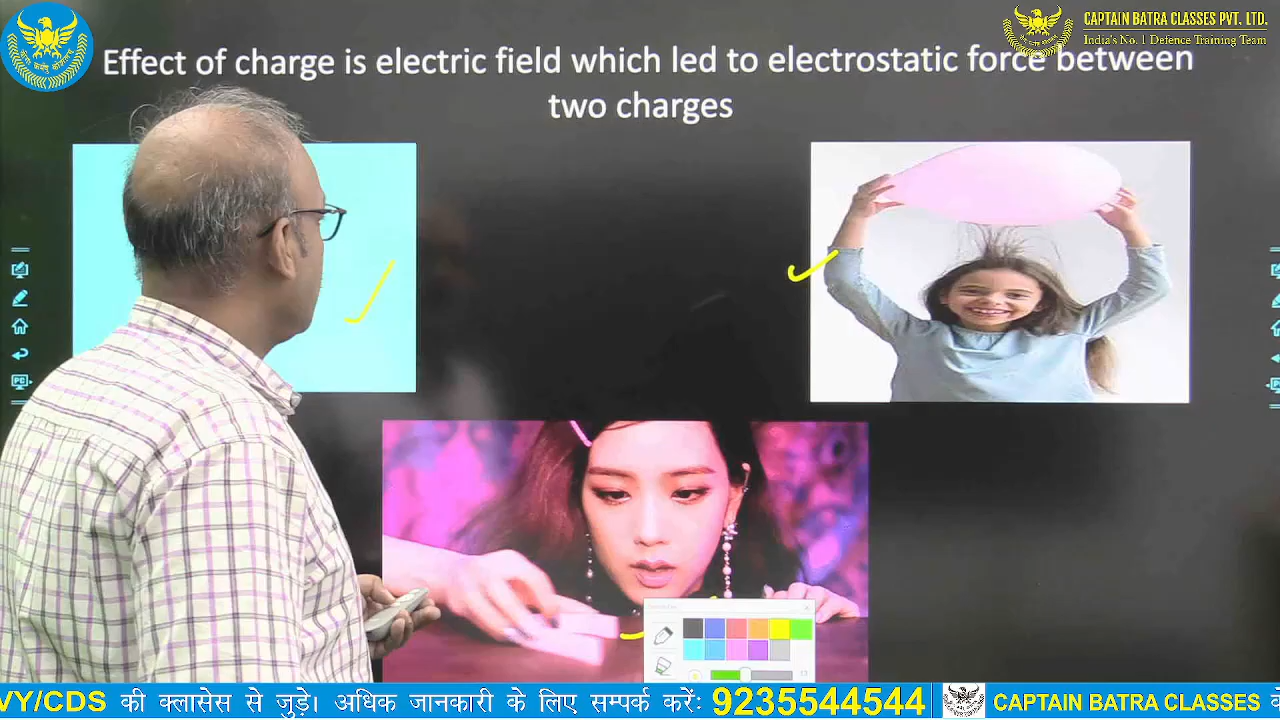 CAPTAIN BATRA CLASSES PVT. LTD.
India's No. 1 Defence Training Team
Effect of charge is electric field which led to electrostatic force between
two charges
PC
VY/CDS की क्लासेस से जुड़े। अधिक जानकारी के लिए सम्पर्क करें: 9235544544
CAPTAIN BATRA CLASSES